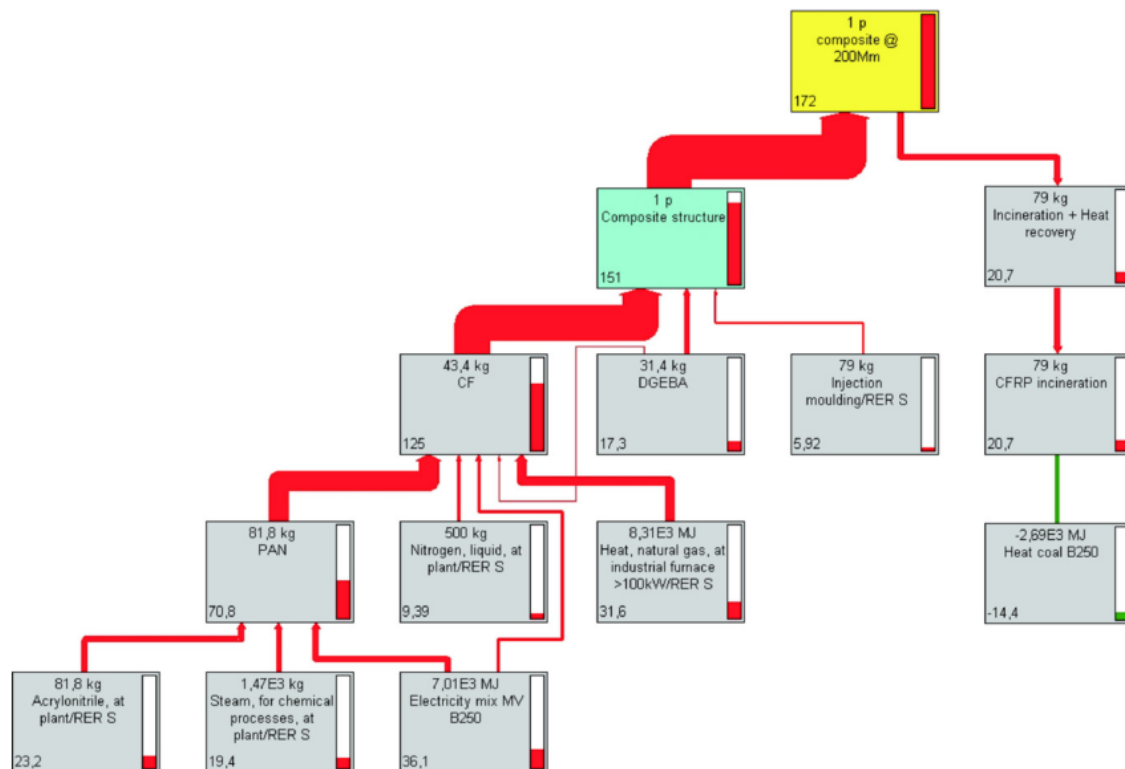 1 p
composite @
200Mm
172
1 p
Composite structure
151
79 kg
Incineration + Heat
recovery
20,7
43,4 kg
CF
125
31,4 kg
DGEBA
17,3
79 kg
Injection
moulding/RER S
5,92
79 kg
CFRP incineration
20,7
81,8 kg
PAN
70,8
500 kg
Nitrogen, liquid, at
plant/RER S
9,39
8,31E3 MJ
Heat, natural gas, at
industrial furnace
>100kW/RER S
31,6
-2,69E3 MJ
Heat coal B250
-14,4
81,8 kg
Acrylonitrile, at
plant/RER S
23,2
1,47E3 kg
Steam, for chemical
processes, at
plant/RER S
19,4
7,01E3 MJ
Electricity mix MV
B250
36,1